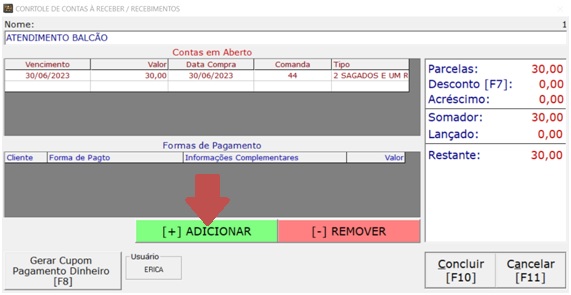 CONRTOLE DE CONTAS À RECEBER / RECEBIMENTOS
Nome: 1
ATENDIMENTO BALCÃO
Contas em Aberto
Vencimento Valor Data Compra Comanda Tipo
30/06/2023 30,00 30/06/2023 44 2 SAGADOS E UM R
Parcelas: 30,00
Desconto [F7]: 0,00
Acréscimo: 0,00
Somador: 30,00
Lançado: 0,00
Restante: 30,00
Formas de Pagamento
Cliente Forma de Pagto Informações Complementares Valor
[+] ADICIONAR [-] REMOVER
Gerar Cupom
Pagamento Dinheiro
[F8]
Usuário
ERICA
Concluir
[F10]
Cancelar
[F11]